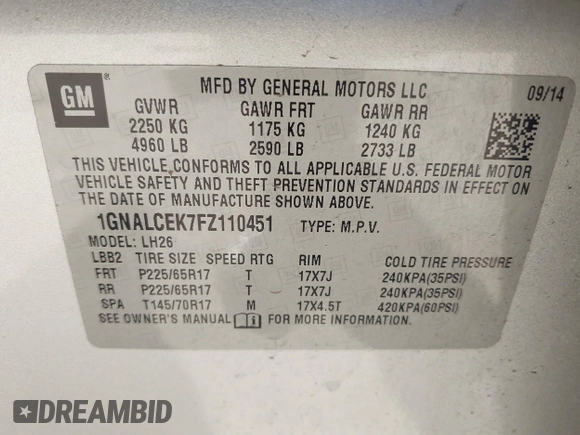 GM
MFD BY GENERAL MOTORS LLC
09/14
GVWR GAWR FRT GAWR RR
2250 KG 1175 KG 1240 KG
4960 LB 2590 LB 2733 LB
THIS VEHICLE CONFORMS TO ALL APPLICABLE U.S. FEDERAL MOTOR
VEHICLE SAFETY AND THEFT PREVENTION STANDARDS IN EFFECT ON
THE DATE OF MANUFACTURE SHOWN ABOVE.
1GNALCEK7FZ110451 TYPE: M.P.V.
MODEL: LH26
LBB2 TIRE SIZE SPEED RTG RIM COLD TIRE PRESSURE
FRT P225/65R17 T 17X7J 240KPA(35PSI)
RR P225/65R17 T 17X7J 240KPA(35PSI)
SPA T145/70R17 M 17X4.5T 420KPA(60PSI)
SEE OWNER'S MANUAL FOR MORE INFORMATION
DREAMBID